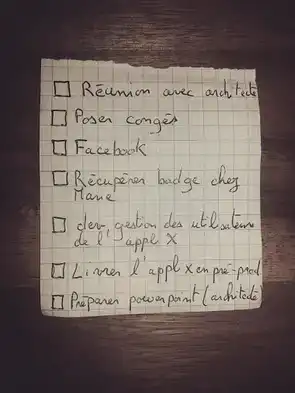 Réunion avec architecte
Poser congés
Facebook
Récupérer badge chez
Marie
dev. gestion des utilisateurs
de l'appl X
Livrer l'appl X en pré-prod
Préparer powerpoint (architecte)